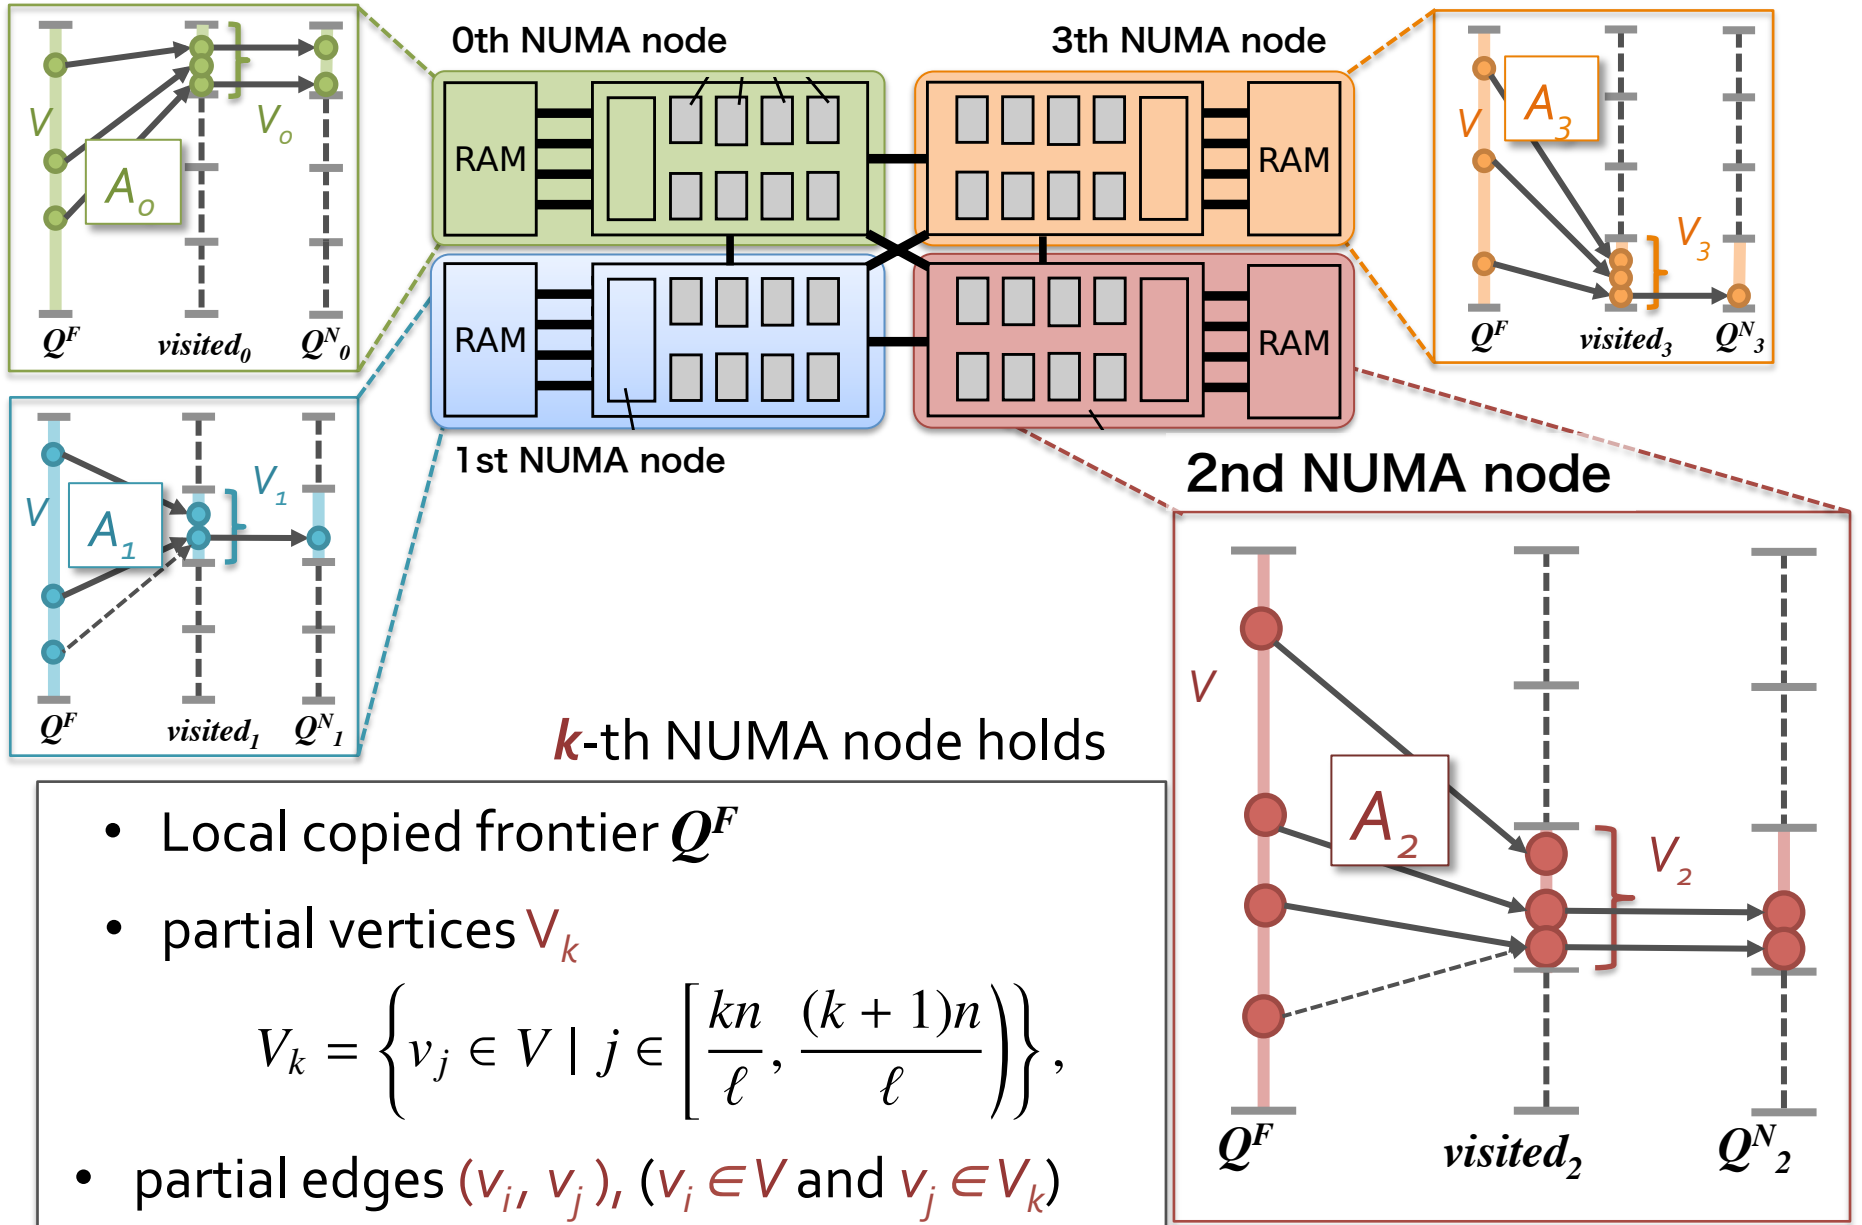 0th NUMA node
3th NUMA node
V
V₀
A₀
Qᶠ
visited₀
Qᴺ₀
RAM
RAM
V
A₃
V₃
Qᶠ
visited₃
Qᴺ₃
RAM
RAM
1st NUMA node
2nd NUMA node
V
A₁
V₁
Qᶠ
visited₁
Qᴺ₁
V
A₂
V₂
Qᶠ
visited₂
Qᴺ₂
k-th NUMA node holds
• Local copied frontier Qᶠ
• partial vertices Vₖ
Vₖ = { vⱼ ∈ V | j ∈ [ kn/ℓ , (k + 1)n/ℓ ) } ,
• partial edges (vᵢ, vⱼ), (vᵢ ∈ V and vⱼ ∈ Vₖ)